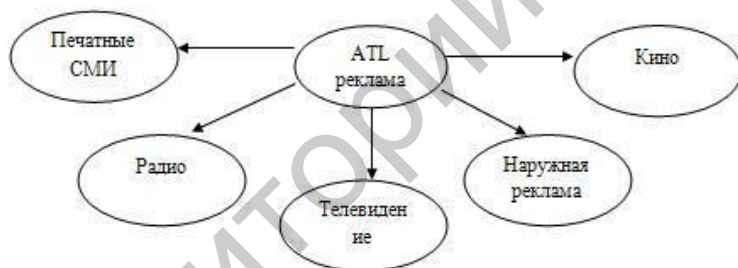 Печатные
СМИ
ATL
реклама
Кино
Радио
Телевиден
ие
Наружная
реклама